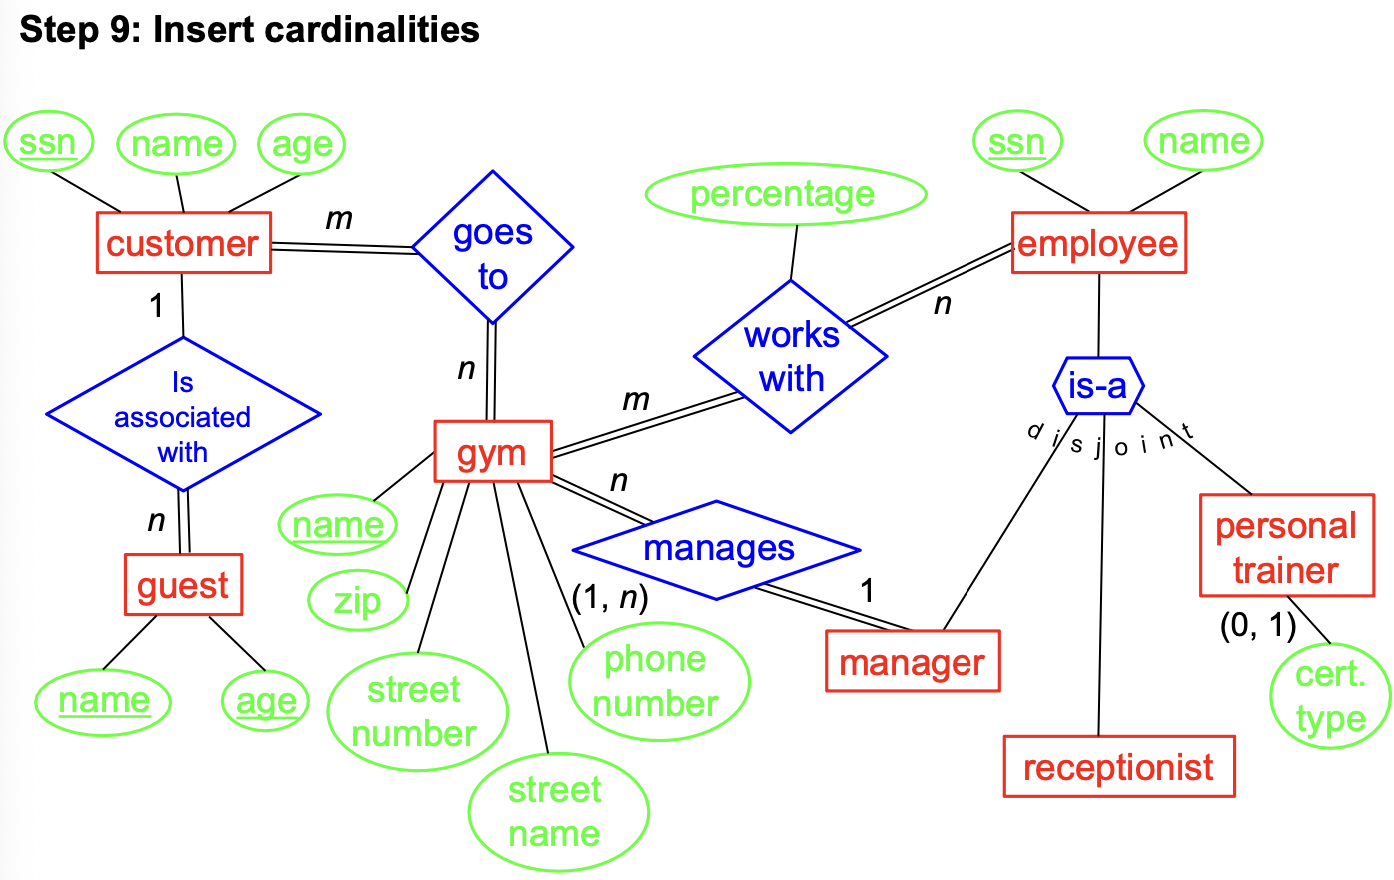 Step 9: Insert cardinalities
ssn
name
age
ssn
name
percentage
customer
m
goes
to
employee
1
n
works
with
n
Is
associated
with
m
is-a
disjoint
n
gym
n
name
manages
personal
trainer
n
guest
zip
(1, n)
1
(0, 1)
manager
phone
number
cert.
type
name
age
street
number
receptionist
street
name